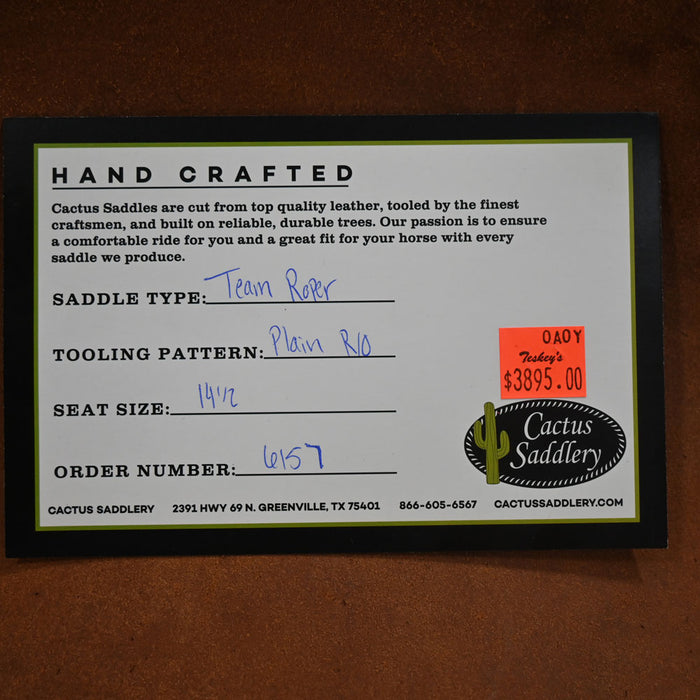 HAND CRAFTED
Cactus Saddles are cut from top quality leather, tooled by the finest
craftsmen, and built on reliable, durable trees. Our passion is to ensure
a comfortable ride for you and a great fit for your horse with every
saddle we produce.
SADDLE TYPE: Team Roper
TOOLING PATTERN: Plain R/O
SEAT SIZE: 14 1/2
ORDER NUMBER: 6157
OAOY
Teskey's
$3895.00
Cactus
Saddlery
CACTUS SADDLERY 2391 HWY 69 N. GREENVILLE, TX 75401 866-605-6567 CACTUSSADDLERY.COM